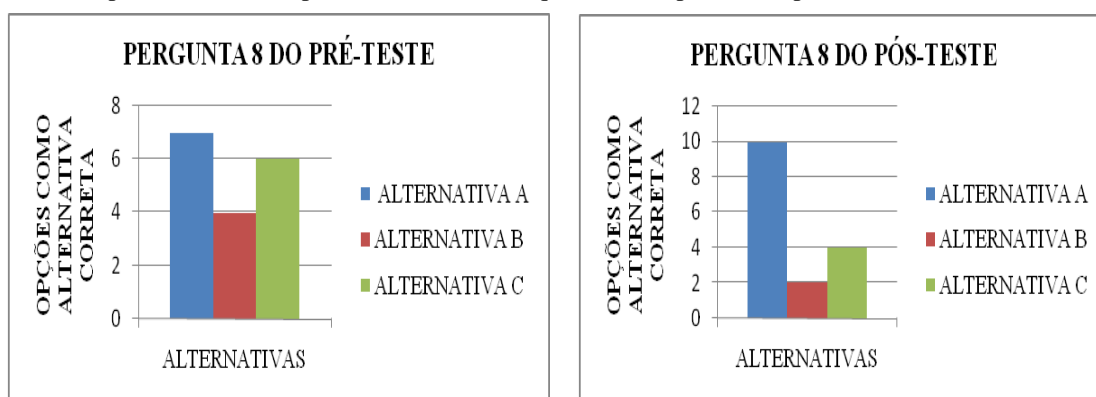 PERGUNTA 8 DO PRÉ-TESTE
OPÇÕES COMO
ALTERNATIVA
CORRETA
8
6
4
2
0
ALTERNATIVAS
ALTERNATIVA A
ALTERNATIVA B
ALTERNATIVA C
PERGUNTA 8 DO PÓS-TESTE
OPÇÕES COMO
ALTERNATIVA
CORRETA
12
10
8
6
4
2
0
ALTERNATIVAS
ALTERNATIVA A
ALTERNATIVA B
ALTERNATIVA C